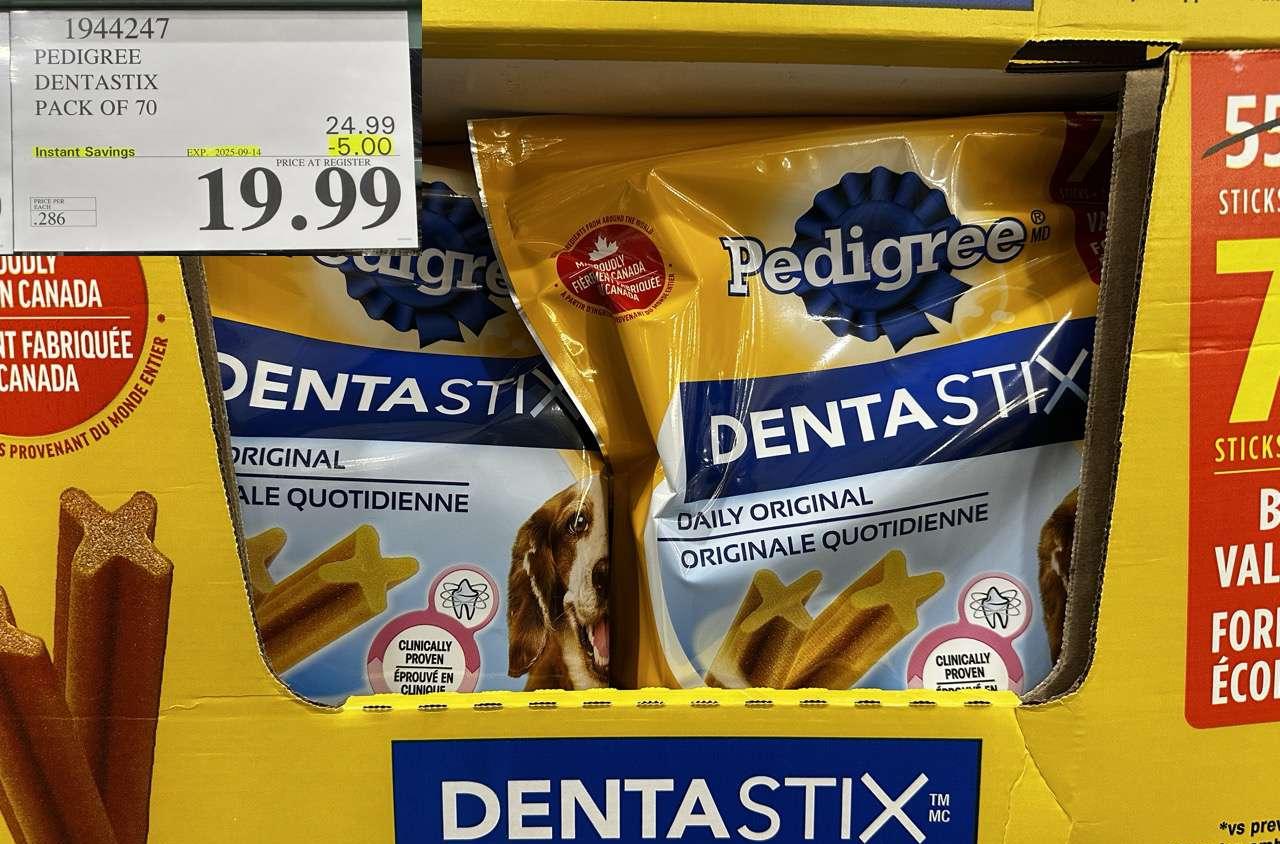 1944247
PEDIGREE
DENTASTIX
PACK OF 70
24.99
Instant Savings EXP. 2025-09-14 -5.00
PRICE AT REGISTER
PRICE PER
EACH
.286
19.99
IN CANADA
NT FABRIQUÉE
CANADA
S PROVENANT DU MONDE ENTIER
DENTASTIX
ORIGINAL
ALE QUOTIDIENNE
CLINICALLY
PROVEN
ÉPROUVÉ EN
CLINIQUE
Pedigree ®
MD
DENTASTIX
DAILY ORIGINAL
ORIGINALE QUOTIDIENNE
CLINICALLY
PROVEN
55
STICKS
7
STICKS
B
VAL
FOR
ÉCO
*vs prev
DENTASTIX TM
MC